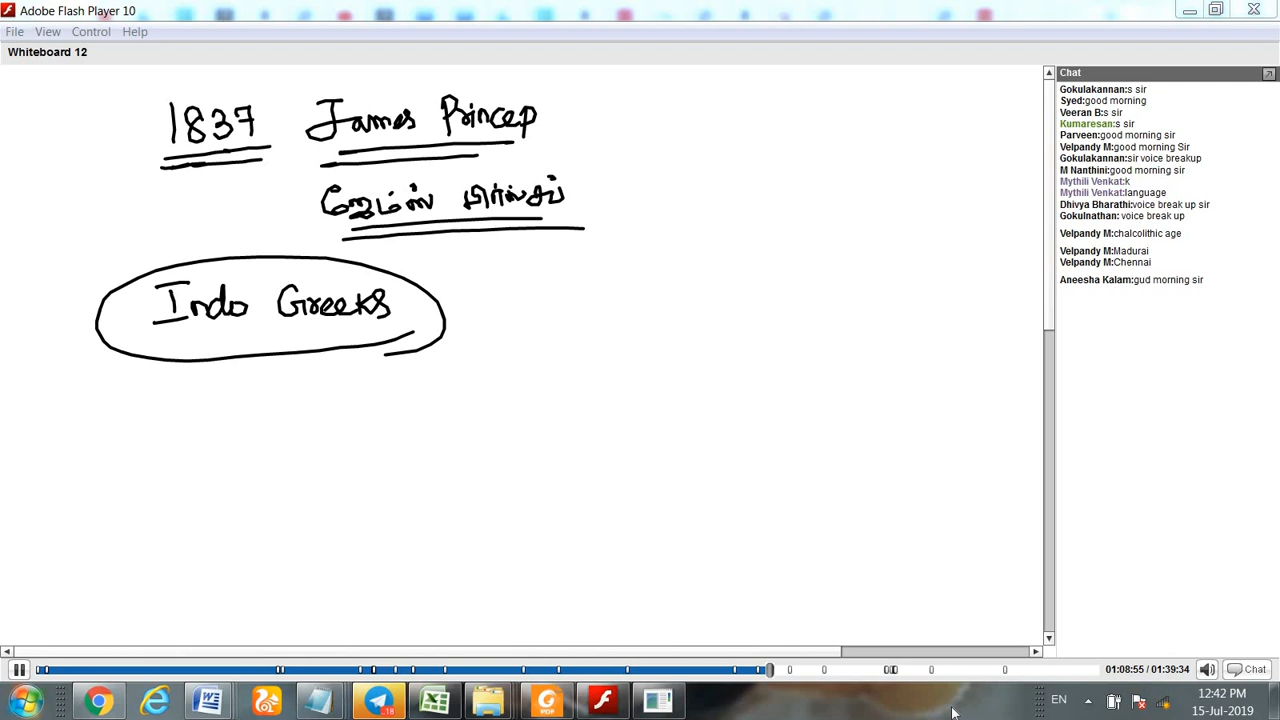 Adobe Flash Player 10
File View Control Help
Whiteboard 12
1837 James Princep
ஜேம்ஸ் பிரின்செப்
Indo Greeks
Chat
Gokulakannan:s sir
Syed:good morning
Veeran B:s sir
Kumaresan:s sir
Parveen:good morning sir
Velpandy M:good morning Sir
Gokulakannan:sir voice breakup
M Nanthini:good morning sir
Mythili Venkat:k
Mythili Venkat:language
Dhivya Bharathi:voice break up sir
Gokulnathan: voice break up
Velpandy M:chalcolithic age
Velpandy M:Madurai
Velpandy M:Chennai
Aneesha Kalam:gud morning sir
01:08:55 / 01:39:34 Chat
EN 12:42 PM
15-Jul-2019